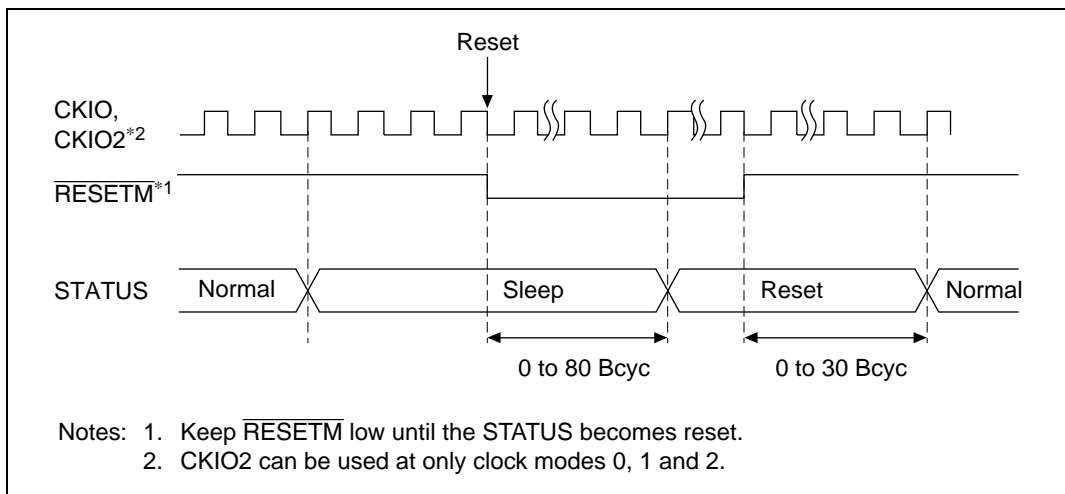 Reset
CKIO,
CKIO2*2
RESETM*1
STATUS
Normal
Sleep
Reset
Normal
0 to 80 Bcyc
0 to 30 Bcyc
Notes: 1. Keep RESETM low until the STATUS becomes reset.
2. CKIO2 can be used at only clock modes 0, 1 and 2.